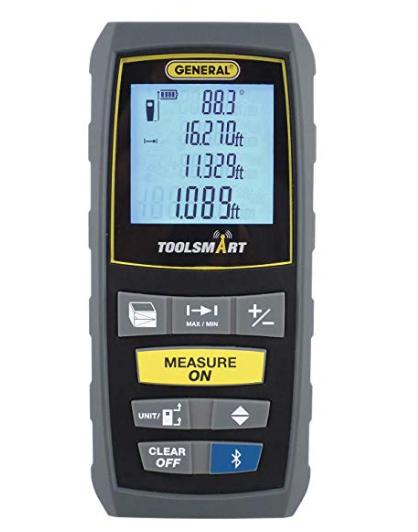 GENERAL®
88.3°
16.270ft
11.329ft
1.089ft
TOOLSMART
MAX / MIN
+/-
MEASURE
ON
UNIT/
CLEAR
OFF